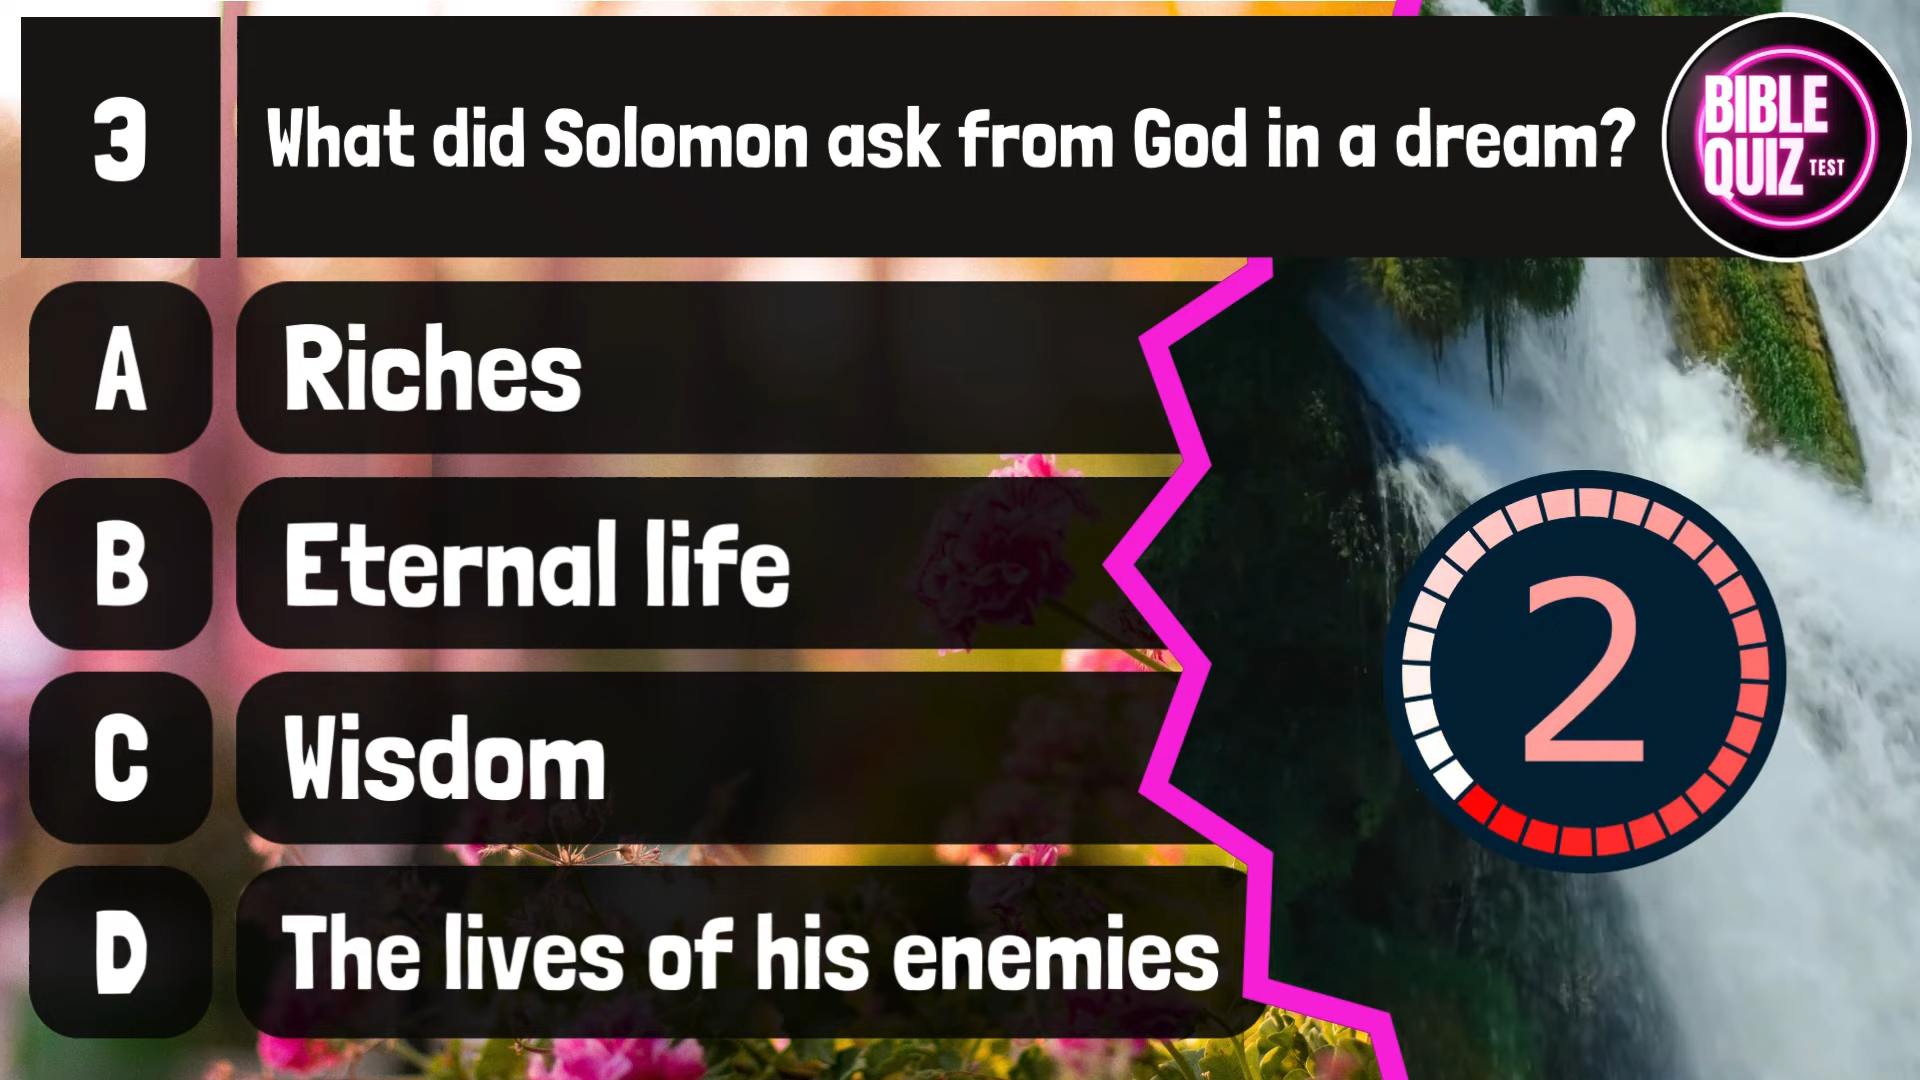 3
What did Solomon ask from God in a dream?
BIBLE
QUIZ TEST
A
Riches
B
Eternal life
C
Wisdom
D
The lives of his enemies
2